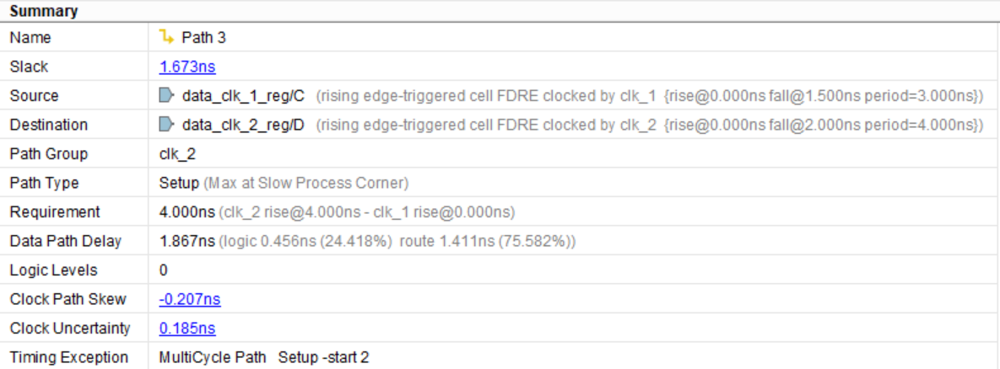 Summary
Name Path 3
Slack 1.673ns
Source data_clk_1_reg/C (rising edge-triggered cell FDRE clocked by clk_1 {rise@0.000ns fall@1.500ns period=3.000ns})
Destination data_clk_2_reg/D (rising edge-triggered cell FDRE clocked by clk_2 {rise@0.000ns fall@2.000ns period=4.000ns})
Path Group clk_2
Path Type Setup (Max at Slow Process Corner)
Requirement 4.000ns (clk_2 rise@4.000ns - clk_1 rise@0.000ns)
Data Path Delay 1.867ns (logic 0.456ns (24.418%) route 1.411ns (75.582%))
Logic Levels 0
Clock Path Skew -0.207ns
Clock Uncertainty 0.185ns
Timing Exception MultiCycle Path Setup -start 2